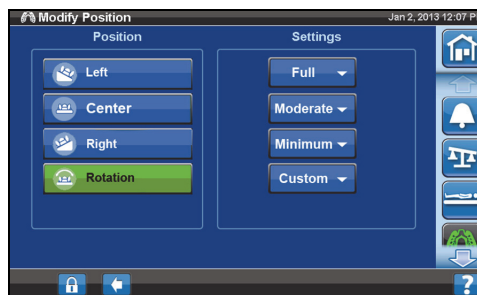 Modify Position
Jan 2, 2013 12:07 P
Position
Settings
Left
Full
Center
Moderate
Right
Minimum
Rotation
Custom
?